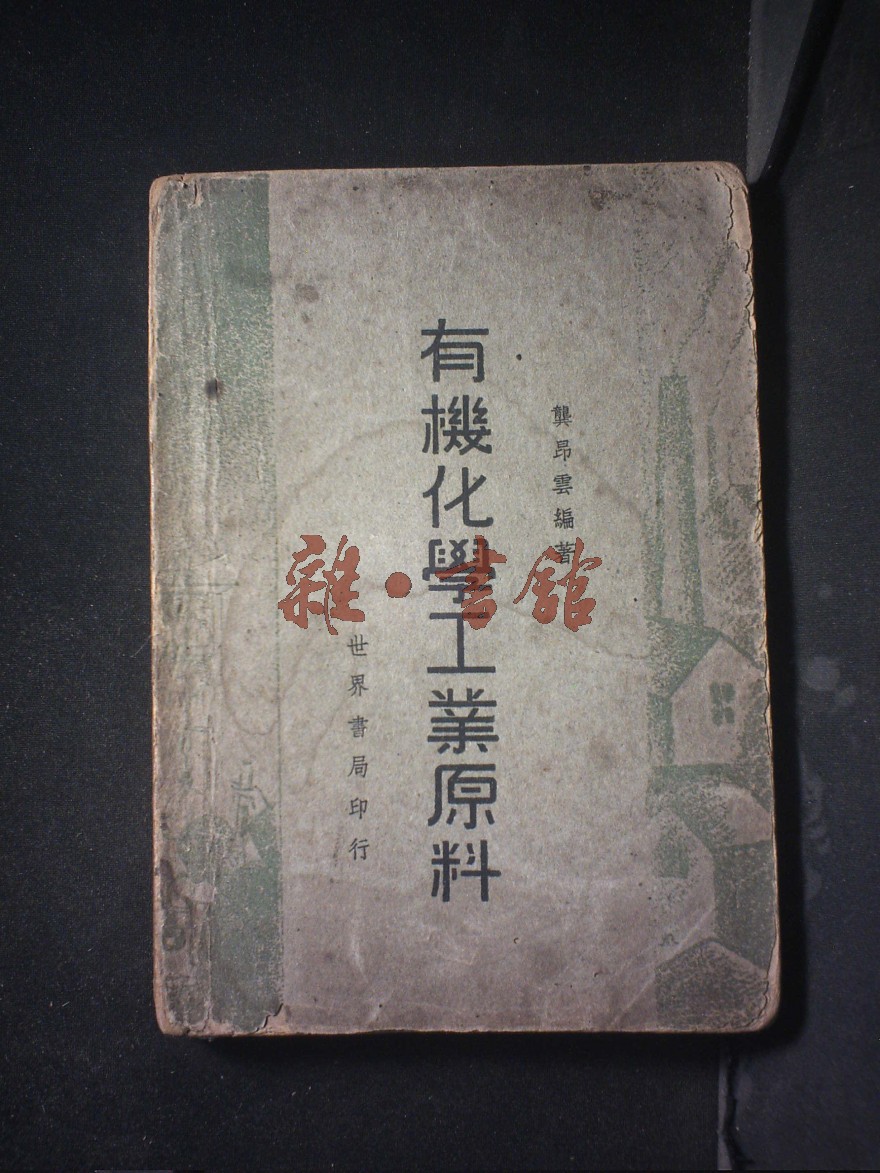 龔昂雲編著
有機化學工業原料
世界書局印行
雜·書館